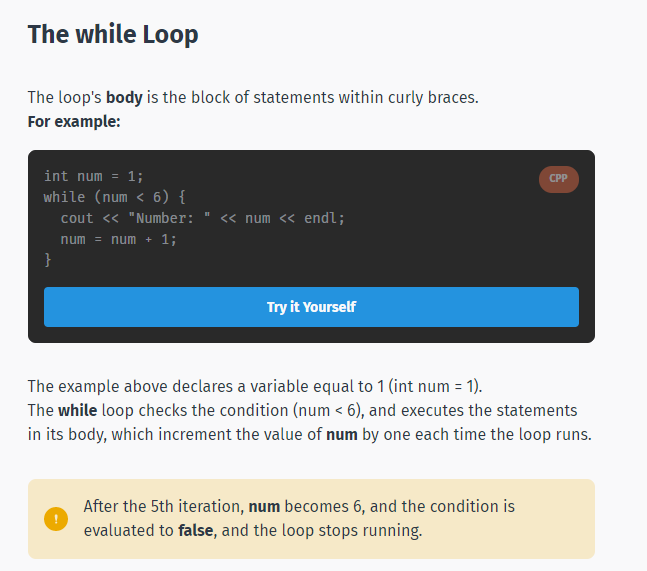 The while Loop
The loop's body is the block of statements within curly braces.
For example:
CPP
int num = 1;
while (num < 6) {
  cout << "Number: " << num << endl;
  num = num + 1;
}
Try it Yourself
The example above declares a variable equal to 1 (int num = 1).
The while loop checks the condition (num < 6), and executes the statements
in its body, which increment the value of num by one each time the loop runs.
!
After the 5th iteration, num becomes 6, and the condition is
evaluated to false, and the loop stops running.